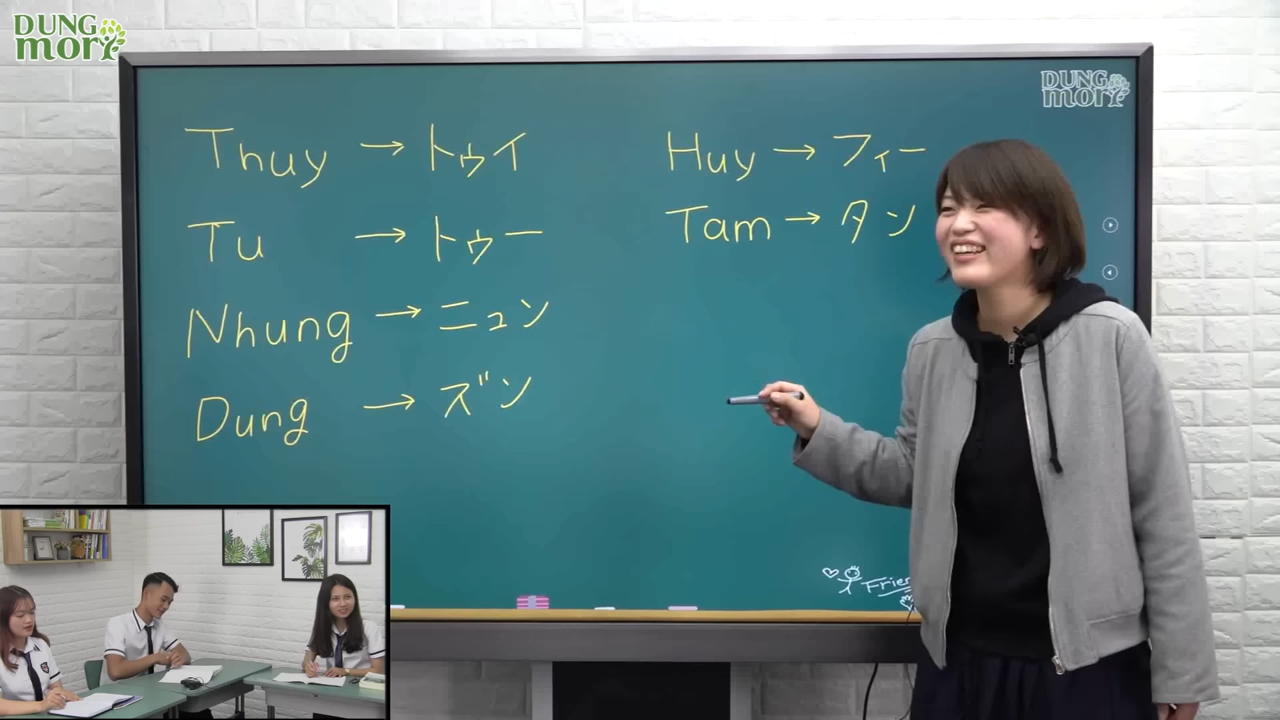 DUNG
mori
DUNG
mori
Thuy → トゥイ
Tu → トゥー
Nhung → ニュン
Dung → ズン
Huy → フィー
Tam → タン